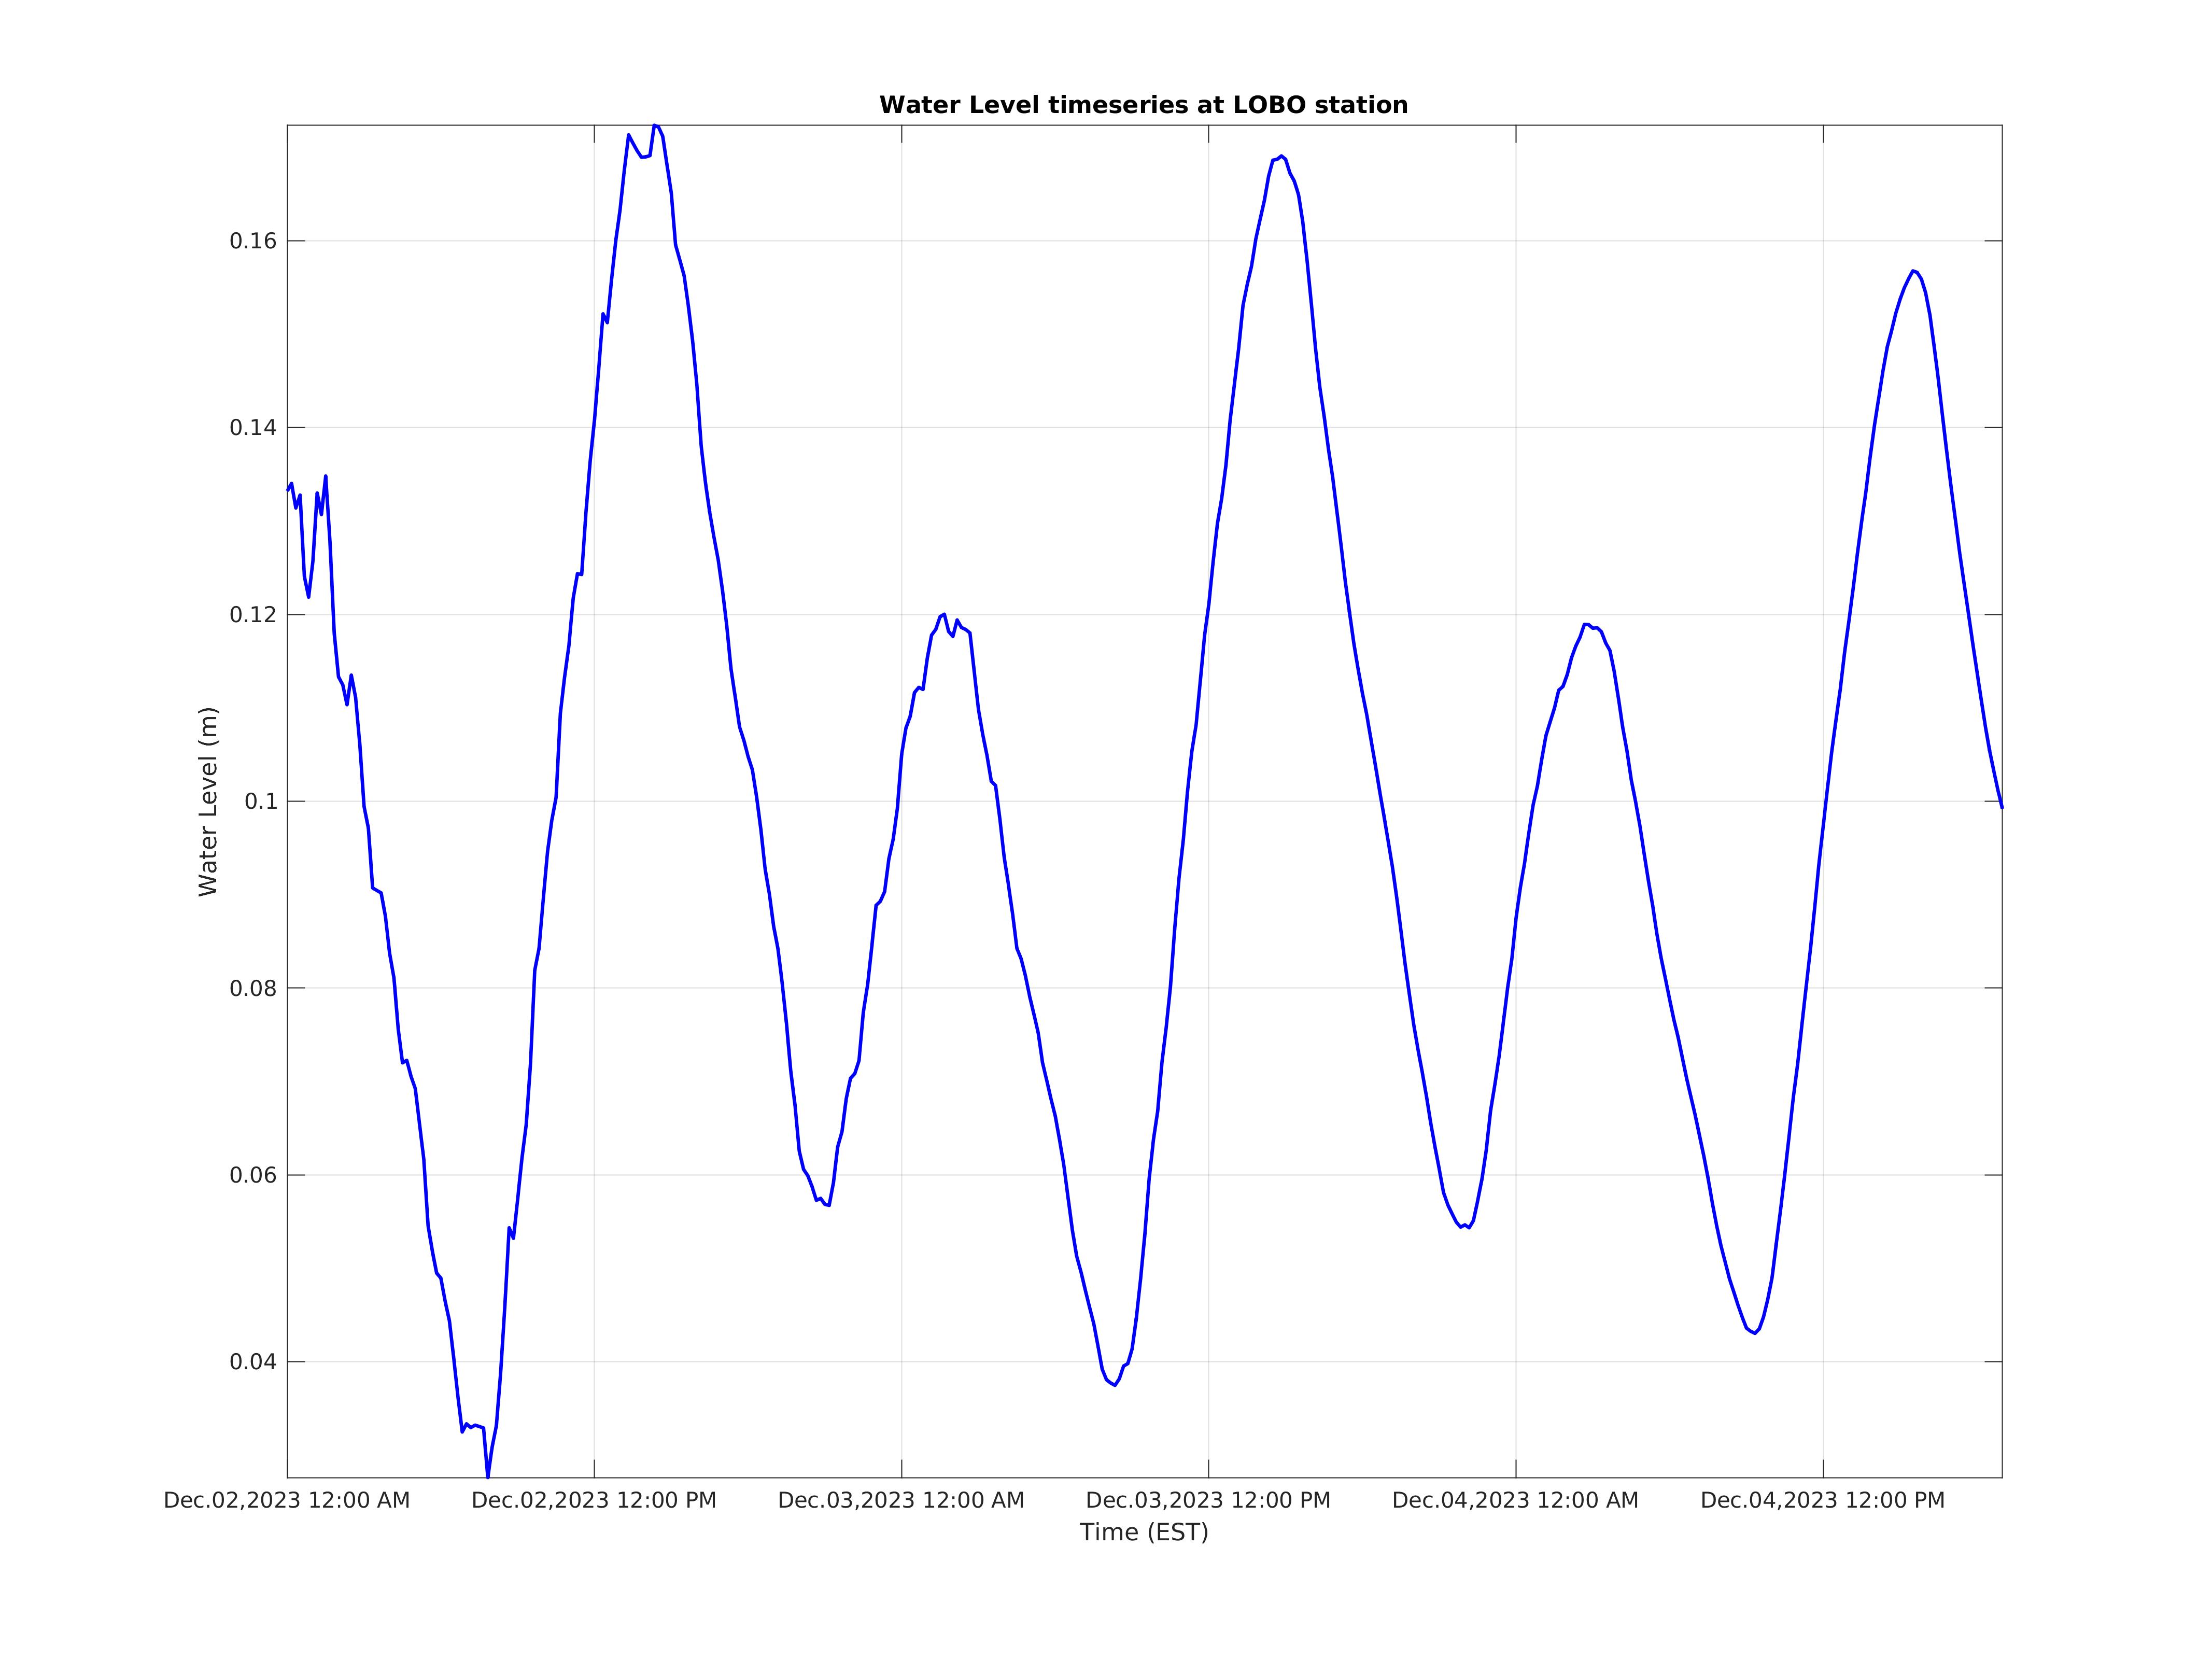 Water Level timeseries at LOBO station
0.16
0.14
0.12
0.1
0.08
0.06
0.04
Water Level (m)
Dec.02,2023 12:00 AM Dec.02,2023 12:00 PM Dec.03,2023 12:00 AM Dec.03,2023 12:00 PM Dec.04,2023 12:00 AM Dec.04,2023 12:00 PM
Time (EST)